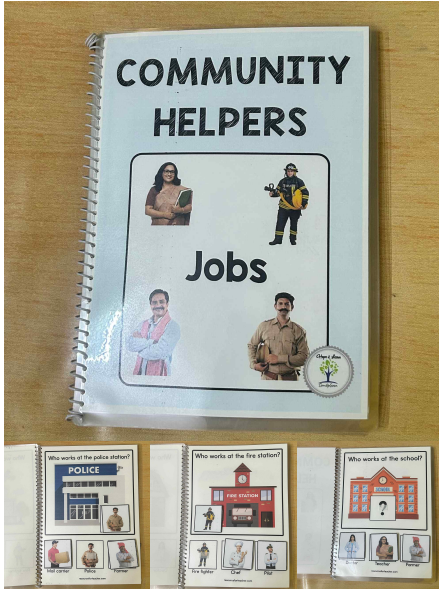 COMMUNITY
HELPERS
Jobs
Who works at the police station?
POLICE
Mail carrier
Police
Farmer
Who works at the fire station?
FIRE STATION
Fire fighter
Chef
Pilot
Who works at the school?
SCHOOL
Teacher
Farmer